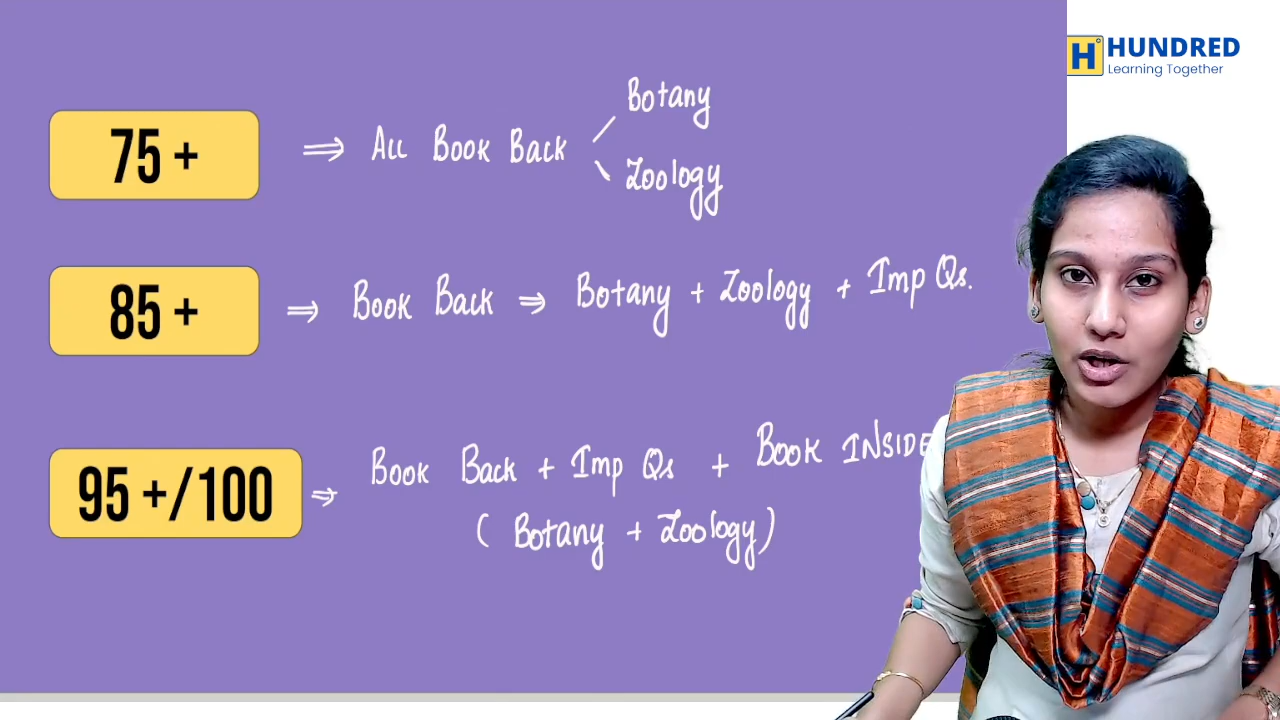 HUNDRED
Learning Together
75 + ⇒ All Book Back
Botany
Zoology
85 + ⇒ Book Back ⇒ Botany + Zoology + Imp Qs.
95 +/100 ⇒ Book Back + Imp Qs + Book INSIDE
( Botany + Zoology )